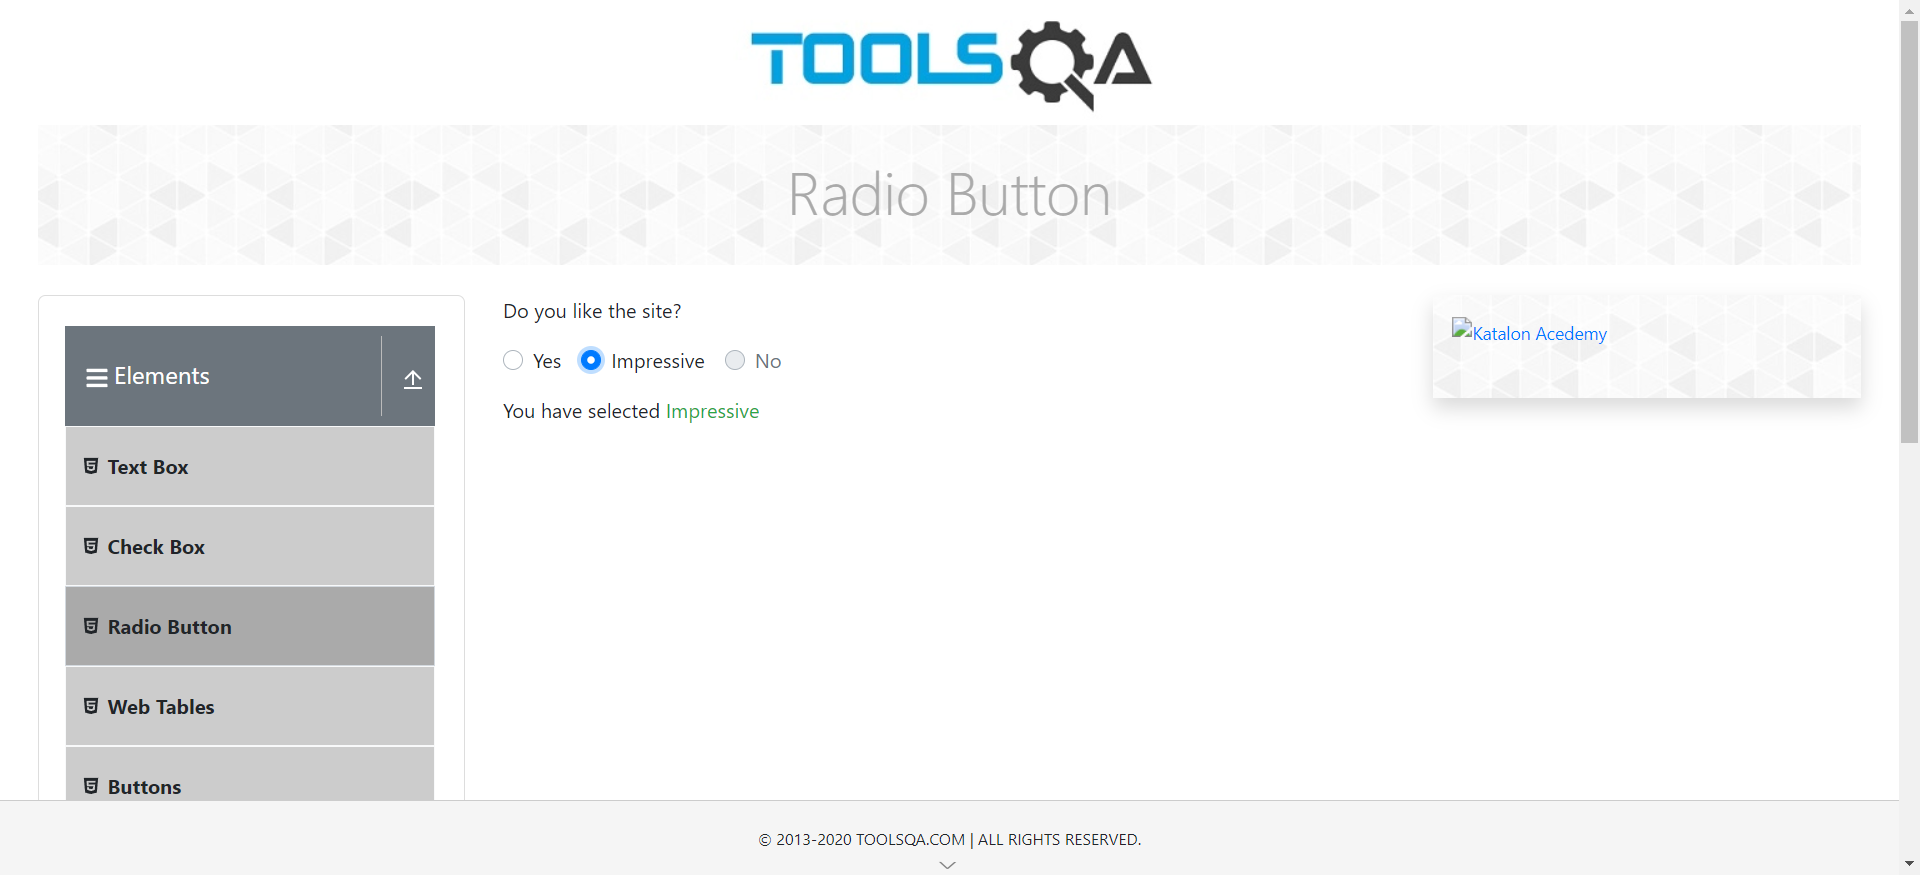 TOOLSQA
Radio Button
Elements
Text Box
Check Box
Radio Button
Web Tables
Buttons
Do you like the site?
Yes Impressive No
You have selected Impressive
Katalon Acedemy
© 2013-2020 TOOLSQA.COM | ALL RIGHTS RESERVED.